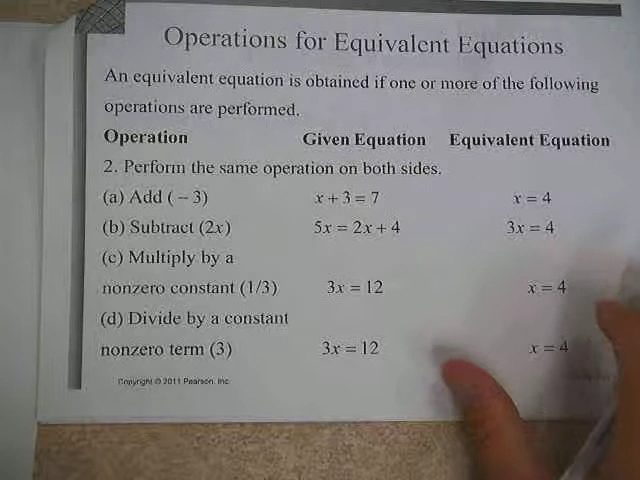 Operations for Equivalent Equations
An equivalent equation is obtained if one or more of the following
operations are performed.
Operation Given Equation Equivalent Equation
2. Perform the same operation on both sides.
(a) Add (− 3) x + 3 = 7 x = 4
(b) Subtract (2x) 5x = 2x + 4 3x = 4
(c) Multiply by a
nonzero constant (1/3) 3x = 12 x = 4
(d) Divide by a constant
nonzero term (3) 3x = 12 x = 4
Copyright © 2011 Pearson, Inc.